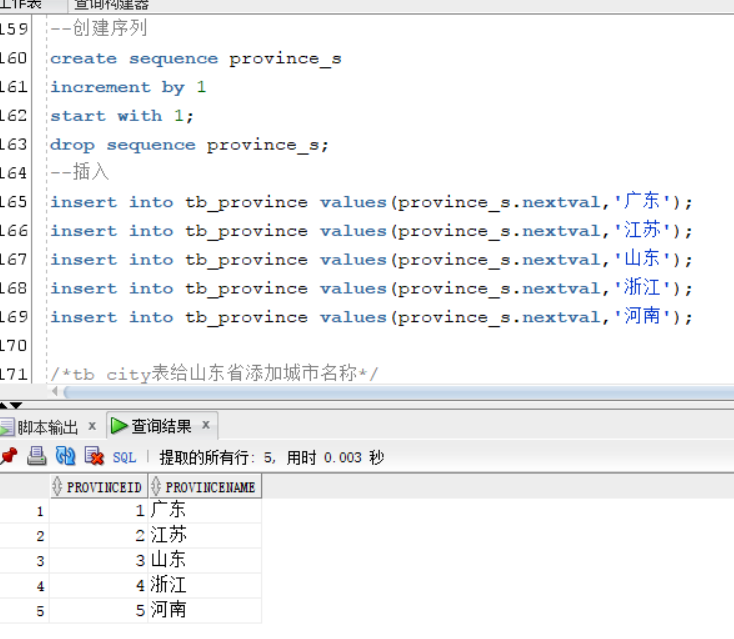 工作表 查询构建器
159 --创建序列
160 create sequence province_s
161 increment by 1
162 start with 1;
163 drop sequence province_s;
164 --插入
165 insert into tb_province values(province_s.nextval,'广东');
166 insert into tb_province values(province_s.nextval,'江苏');
167 insert into tb_province values(province_s.nextval,'山东');
168 insert into tb_province values(province_s.nextval,'浙江');
169 insert into tb_province values(province_s.nextval,'河南');
170
171 /*tb_city表给山东省添加城市名称*/
脚本输出 x 查询结果 x
SQL | 提取的所有行: 5, 用时 0.003 秒
PROVINCEID PROVINCENAME
1 1 广东
2 2 江苏
3 3 山东
4 4 浙江
5 5 河南